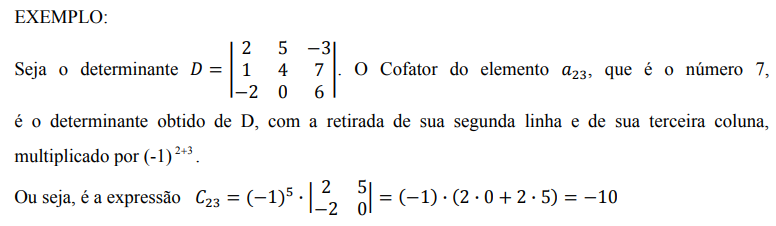 EXEMPLO:
Seja o determinante D = |2 5 −3|
|1 4 7|
|−2 0 6|. O Cofator do elemento a₂₃, que é o número 7,
é o determinante obtido de D, com a retirada de sua segunda linha e de sua terceira coluna,
multiplicado por (-1) ²⁺³ .
Ou seja, é a expressão C₂₃ = (−1)⁵ ∙ |2 5|
|−2 0| = (−1) ∙ (2 ∙ 0 + 2 ∙ 5) = −10